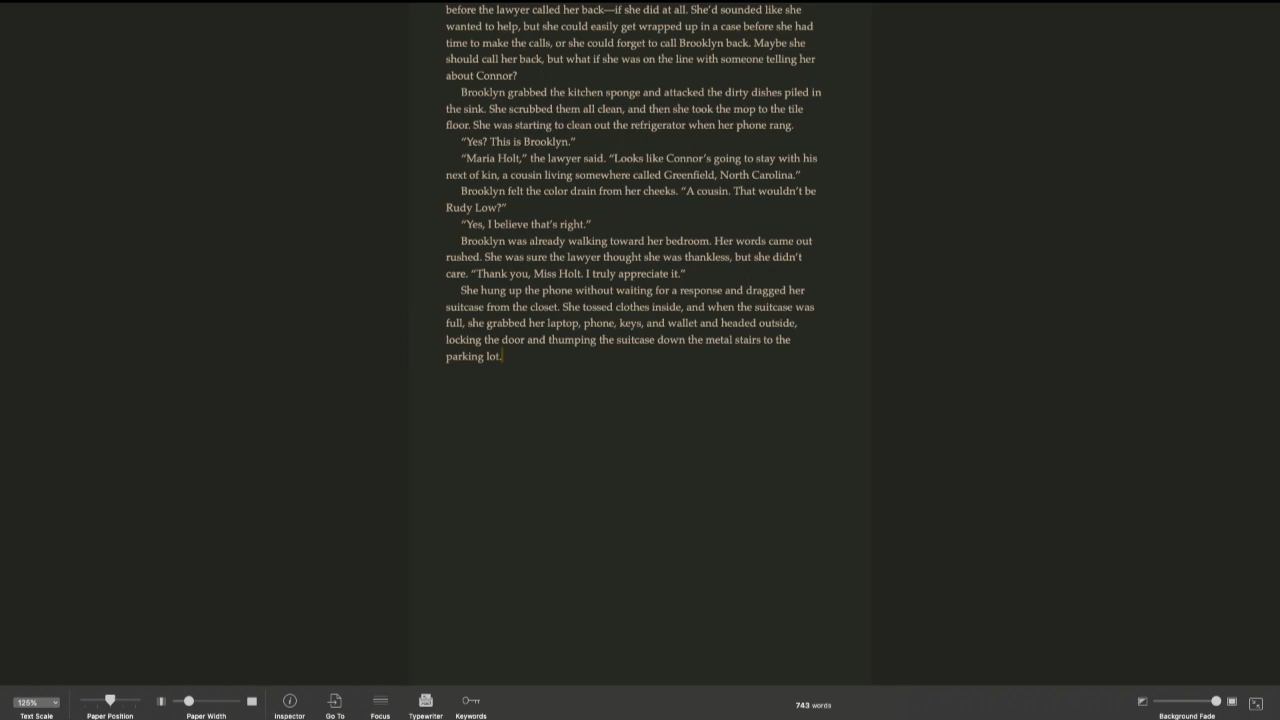 before the lawyer called her back—if she did at all. She’d sounded like she
wanted to help, but she could easily get wrapped up in a case before she had
time to make the calls, or she could forget to call Brooklyn back. Maybe she
should call her back, but what if she was on the line with someone telling her
about Connor?
Brooklyn grabbed the kitchen sponge and attacked the dirty dishes piled in
the sink. She scrubbed them all clean, and then she took the mop to the tile
floor. She was starting to clean out the refrigerator when her phone rang.
“Yes? This is Brooklyn.”
“Maria Holt,” the lawyer said. “Looks like Connor’s going to stay with his
next of kin, a cousin living somewhere called Greenfield, North Carolina.”
Brooklyn felt the color drain from her cheeks. “A cousin. That wouldn’t be
Rudy Low?”
“Yes, I believe that’s right.”
Brooklyn was already walking toward her bedroom. Her words came out
rushed. She was sure the lawyer thought she was thankless, but she didn’t
care. “Thank you, Miss Holt. I truly appreciate it.”
She hung up the phone without waiting for a response and dragged her
suitcase from the closet. She tossed clothes inside, and when the suitcase was
full, she grabbed her laptop, phone, keys, and wallet and headed outside,
locking the door and thumping the suitcase down the metal stairs to the
parking lot.
125%
743 words
Text Scale Paper Position Paper Width Inspector Go To Focus Typewriter Keywords Background Fade